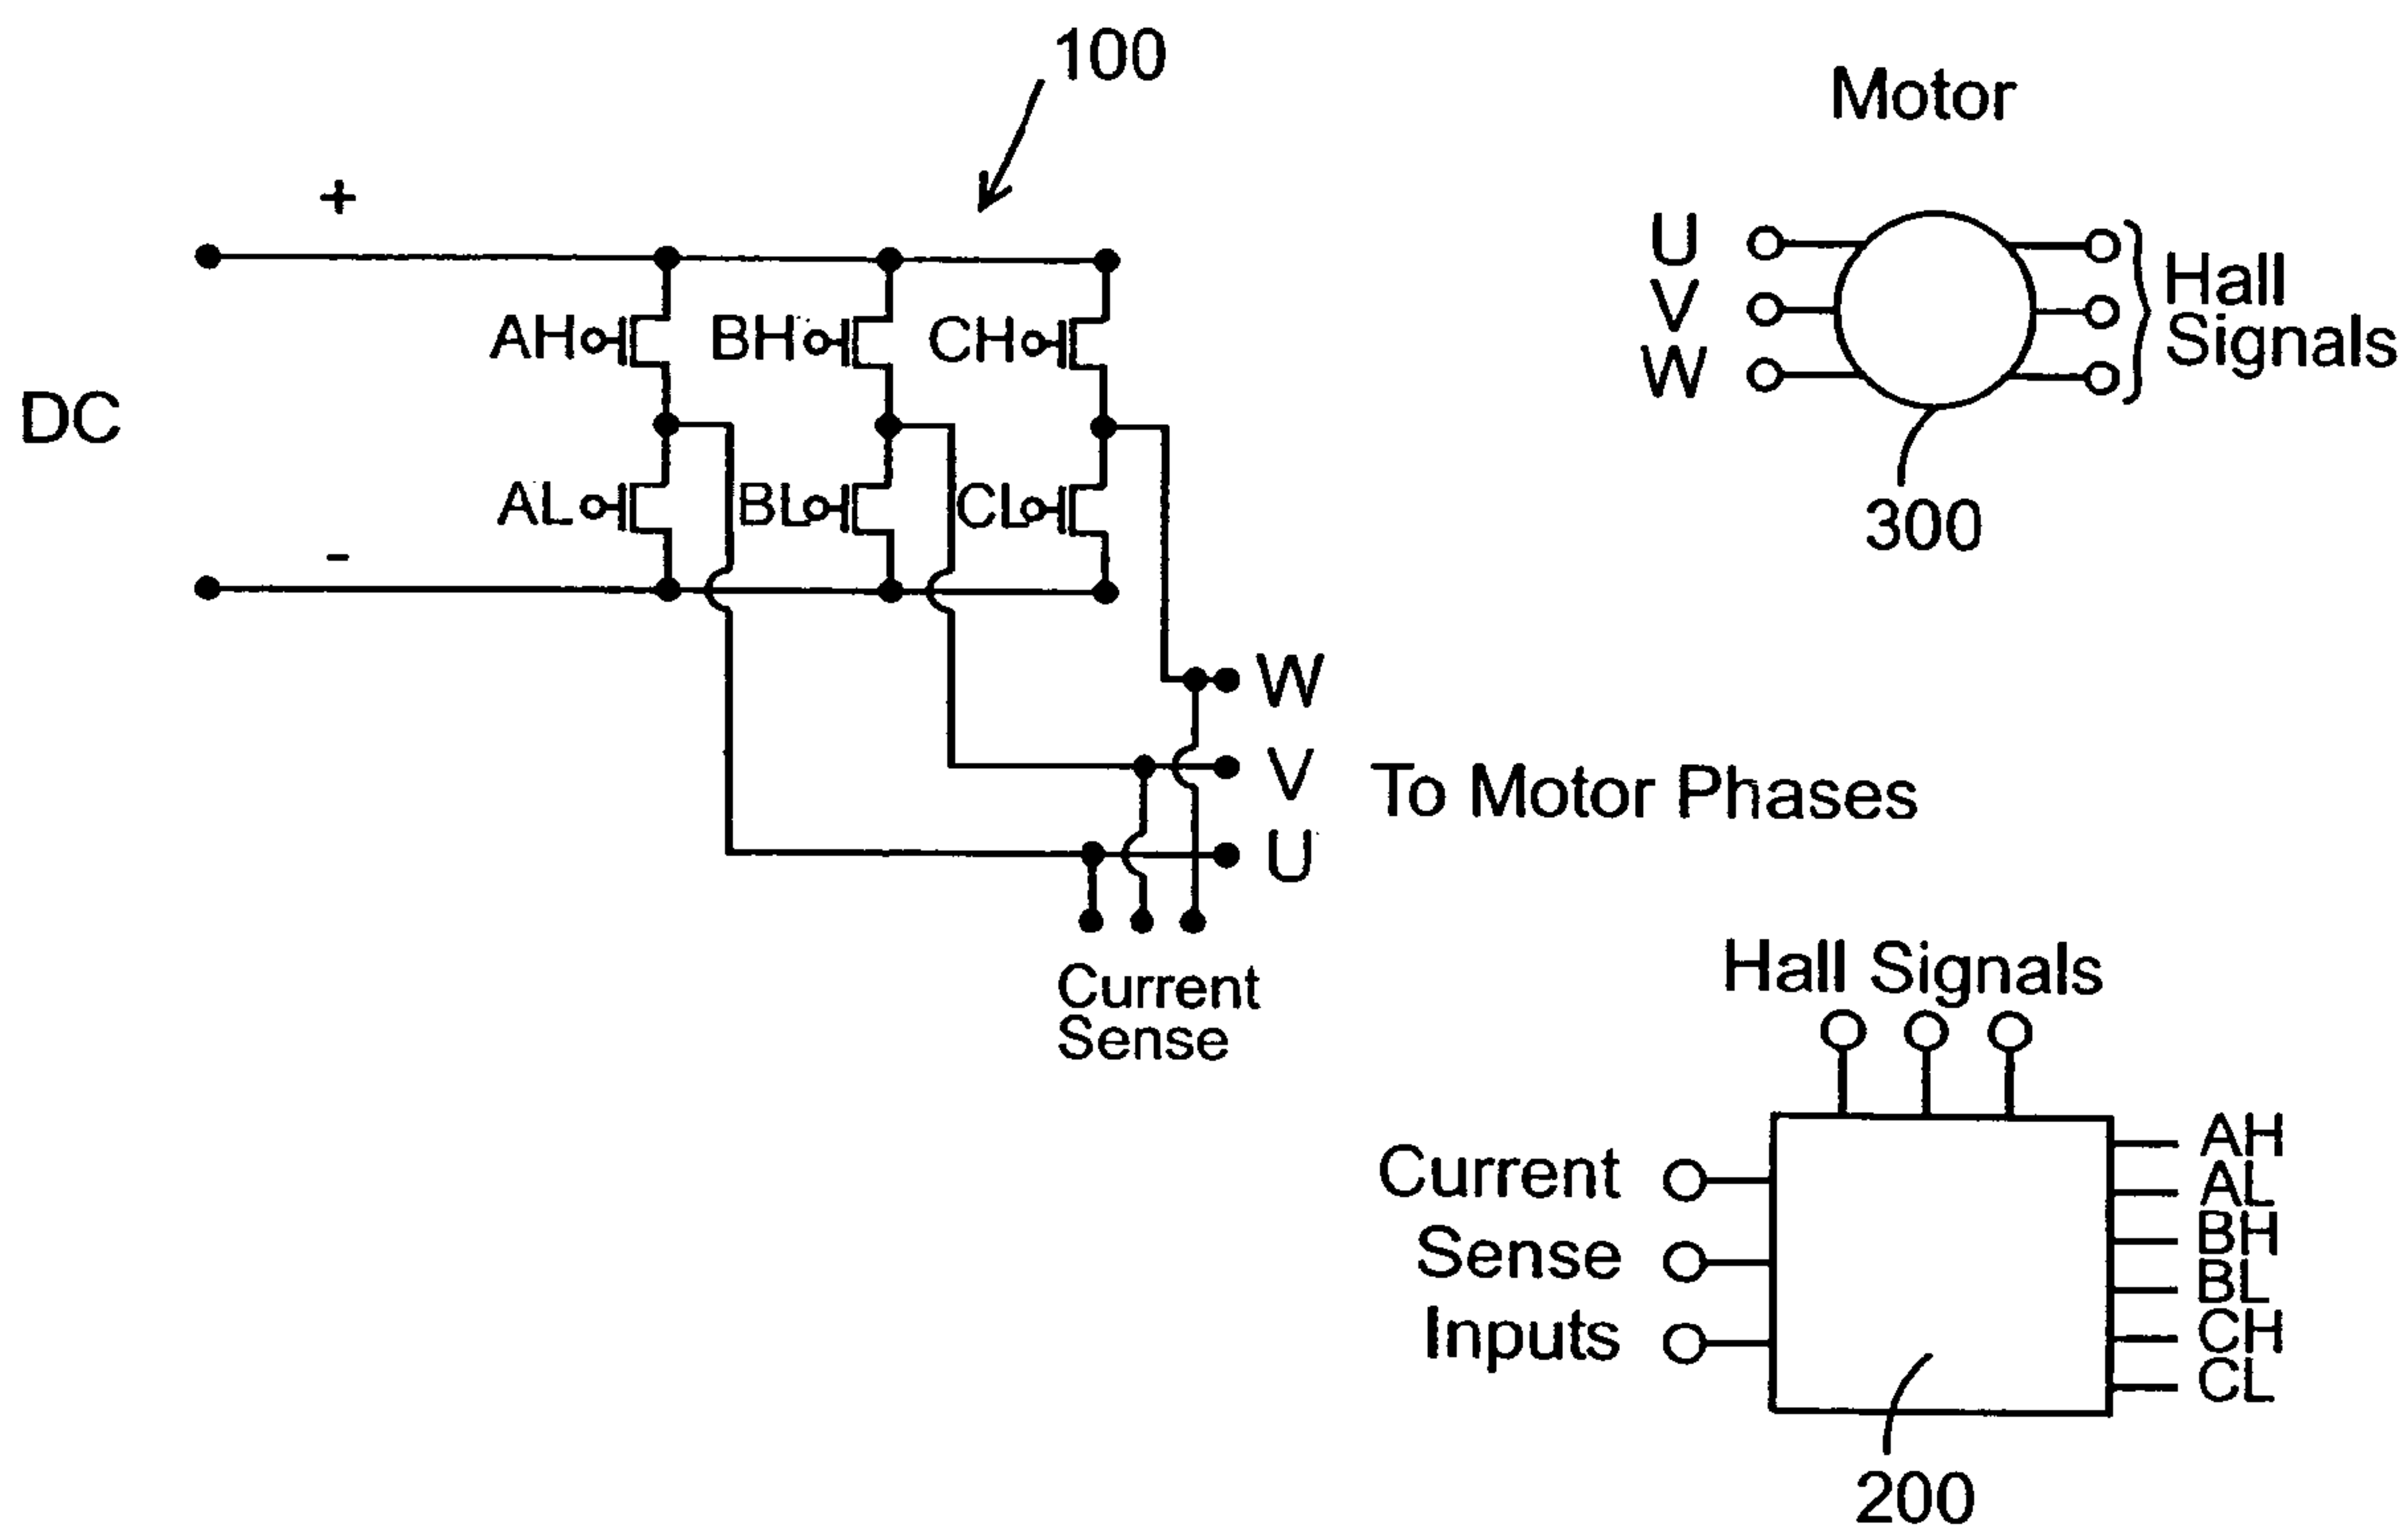 100
Motor
+
U
V
W
Hall
Signals
AH
BH
CH
DC
AL
BL
CL
-
300
W
V
U
To Motor Phases
Current
Sense
Hall Signals
Current
Sense
Inputs
AH
AL
BH
BL
CH
CL
200